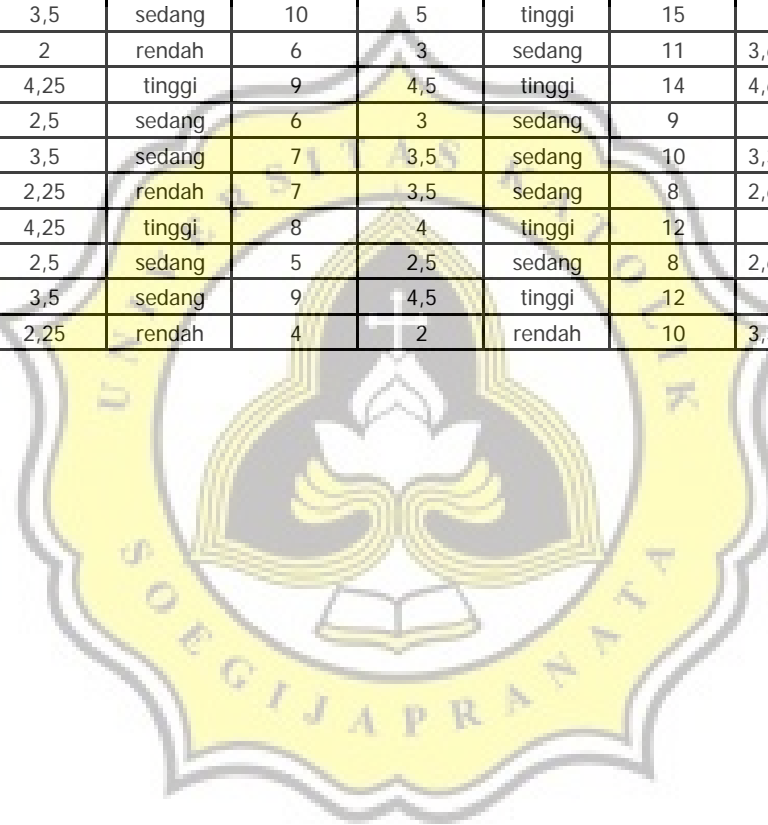 3,5 sedang 10 5 tinggi 15
2 rendah 6 3 sedang 11
4,25 tinggi 9 4,5 tinggi 14
2,5 sedang 6 3 sedang 9
3,5 sedang 7 3,5 sedang 10
2,25 rendah 7 3,5 sedang 8
4,25 tinggi 8 4 tinggi 12
2,5 sedang 5 2,5 sedang 8
3,5 sedang 9 4,5 tinggi 12
2,25 rendah 4 2 rendah 10
UNIVERSITAS KATOLIK
SOEGIJAPRANATA